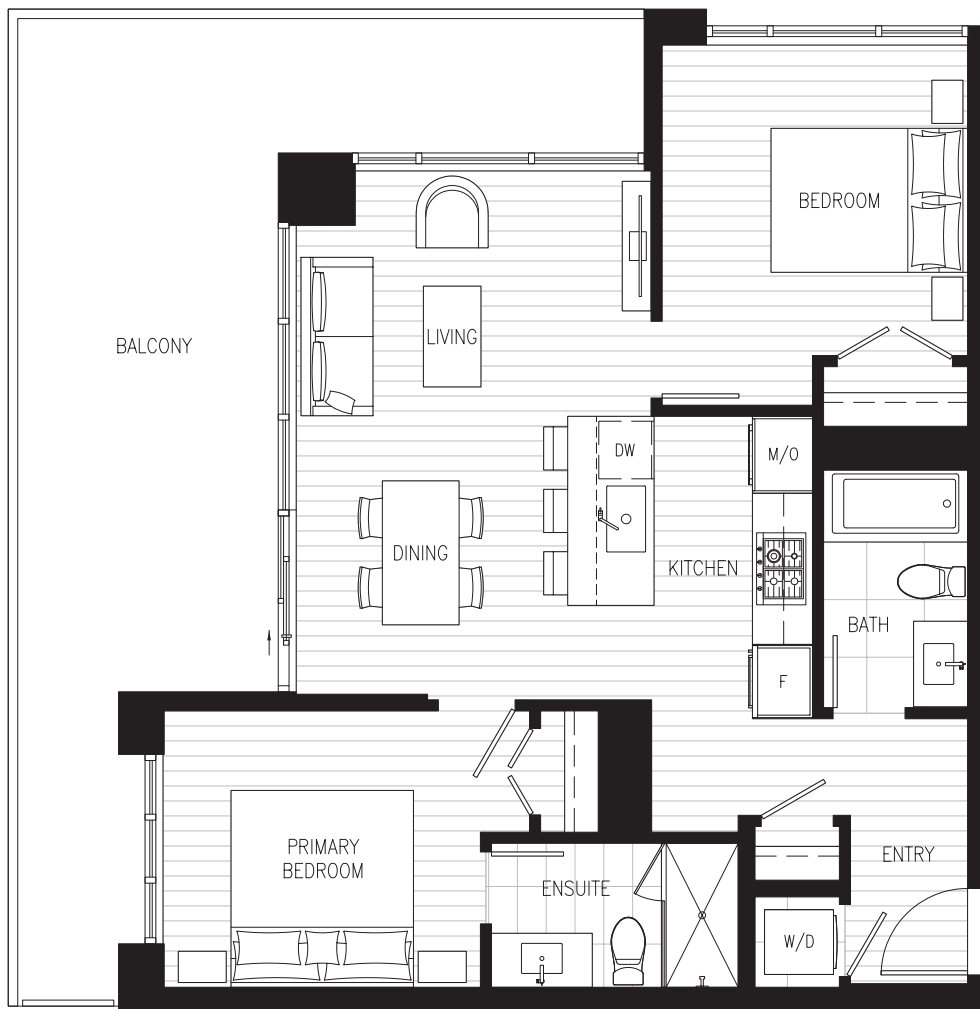 BEDROOM
BALCONY
LIVING
DW
M/O
DINING
KITCHEN
BATH
F
PRIMARY
BEDROOM
ENSUITE
ENTRY
W/D